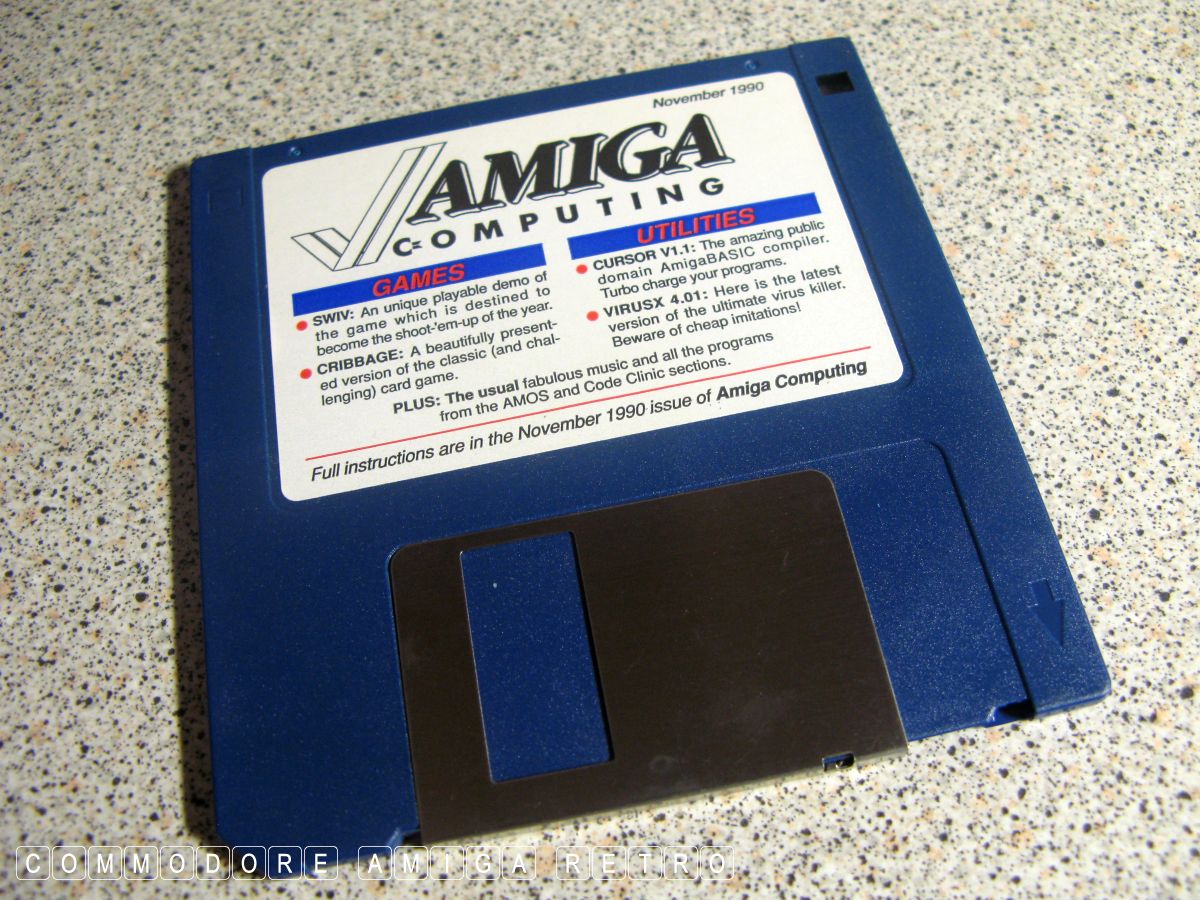 November 1990
AMIGA
COMPUTING
GAMES
SWIV: An unique playable demo of
the game which is destined to
become the shoot-'em-up of the year.
CRIBBAGE: A beautifully present-
ed version of the classic (and chal-
lenging) card game.
UTILITIES
CURSOR V1.1: The amazing public
domain AmigaBASIC compiler.
Turbo charge your programs.
VIRUSX 4.01: Here is the latest
version of the ultimate virus killer.
Beware of cheap imitations!
PLUS: The usual fabulous music and all the programs
from the AMOS and Code Clinic sections.
Full instructions are in the November 1990 issue of Amiga Computing
COMMODORE AMIGA RETRO